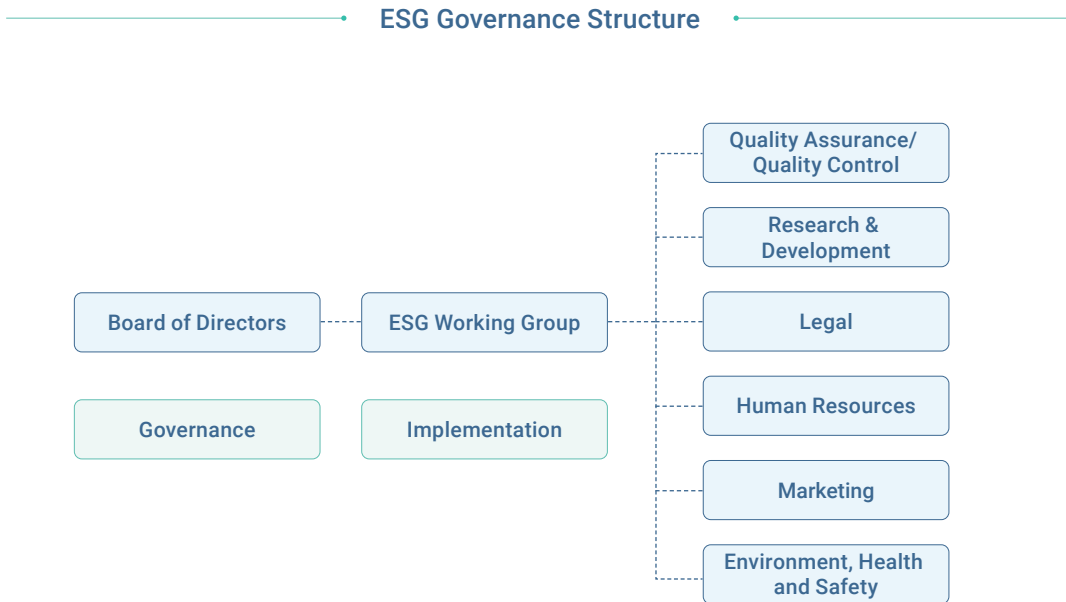 ESG Governance Structure
Quality Assurance/
Quality Control
Research &
Development
Board of Directors
ESG Working Group
Legal
Governance
Implementation
Human Resources
Marketing
Environment, Health
and Safety